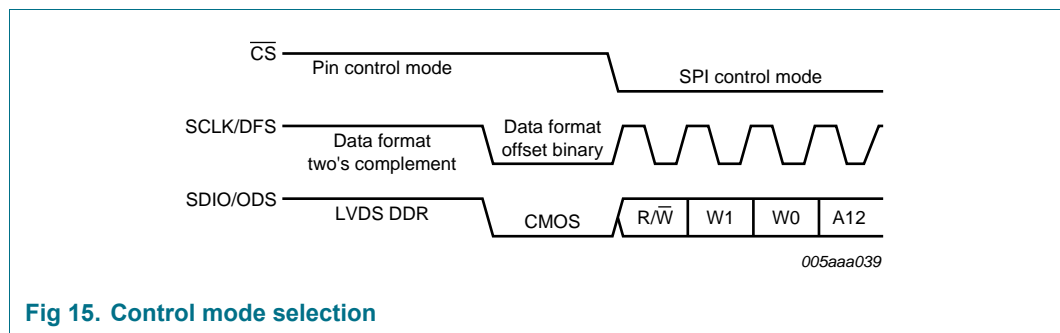 C̅S̅
Pin control mode
SPI control mode
SCLK/DFS
Data format
two's complement
Data format
offset binary
SDIO/ODS
LVDS DDR
CMOS
R/W̅
W1
W0
A12
005aaa039
Fig 15. Control mode selection